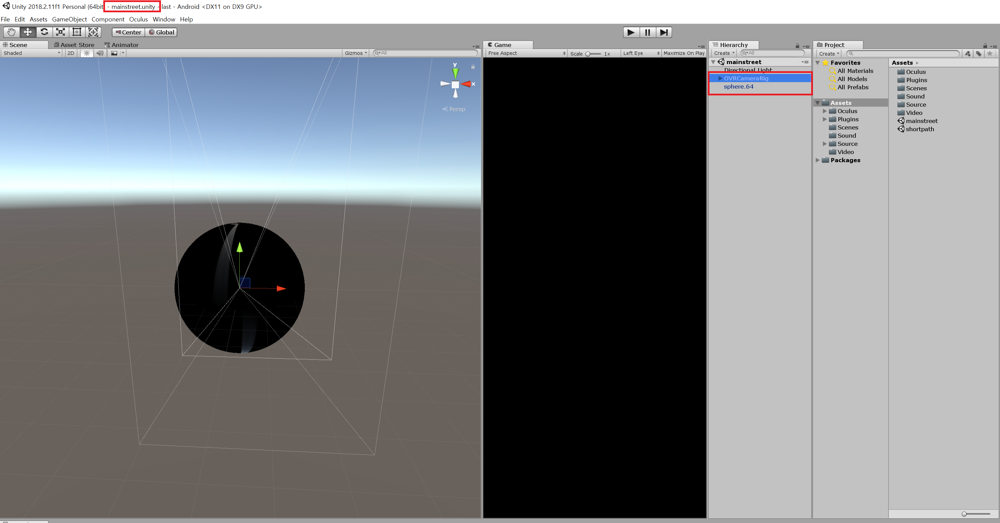 Unity 2018.2.11f1 Personal (64bit - mainstreet.unity - last - Android <DX11 on DX9 GPU>
File Edit Assets GameObject Component Oculus Window Help
Center Global
Scene Asset Store Animator
Shaded 2D Gizmos All
y
x
Persp
Game
Free Aspect Scale 1x Left Eye Maximize On Play
Hierarchy
Create All
mainstreet
Directional Light
OVRCameraRig
sphere.64
Project
Create
Favorites
All Materials
All Models
All Prefabs
Assets
Oculus
Plugins
Scenes
Sound
Source
Video
Packages
Assets
Oculus
Plugins
Scenes
Sound
Source
Video
mainstreet
shortpath